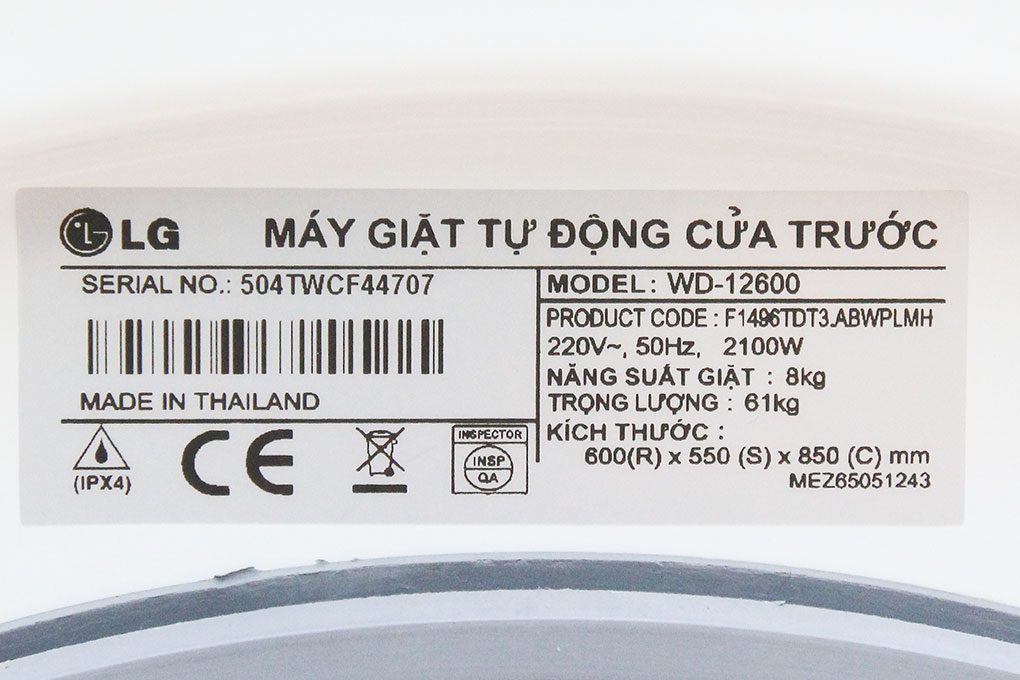 LG MÁY GIẶT TỰ ĐỘNG CỬA TRƯỚC
SERIAL NO.: 504TWCF44707
MADE IN THAILAND
(IPX4)
CE
INSPECTOR
INSP
QA
MODEL : WD-12600
PRODUCT CODE : F1496TDT3.ABWPLMH
220V~, 50Hz, 2100W
NĂNG SUẤT GIẶT : 8kg
TRỌNG LƯỢNG : 61kg
KÍCH THƯỚC :
600(R) x 550 (S) x 850 (C) mm
MEZ65051243